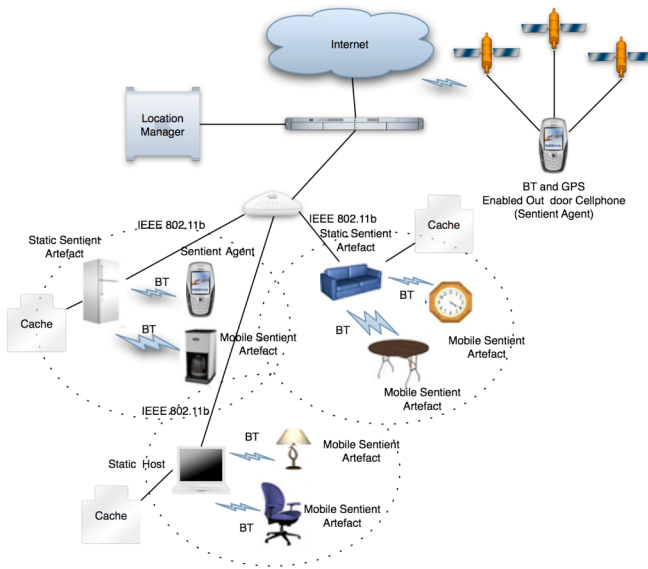 Internet
Location
Manager
BT and GPS
Enabled Out door Cellphone
(Sentient Agent)
IEEE 802.11b
IEEE 802.11b
Static Sentient
Artefact
Cache
Static Sentient
Artefact
Sentient Agent
BT
BT
Cache
BT
BT
Mobile Sentient
Artefact
Mobile Sentient
Artefact
Mobile Sentient
Artefact
IEEE 802.11b
BT
Mobile Sentient
Artefact
Static Host
Cache
BT
Mobile Sentient
Artefact